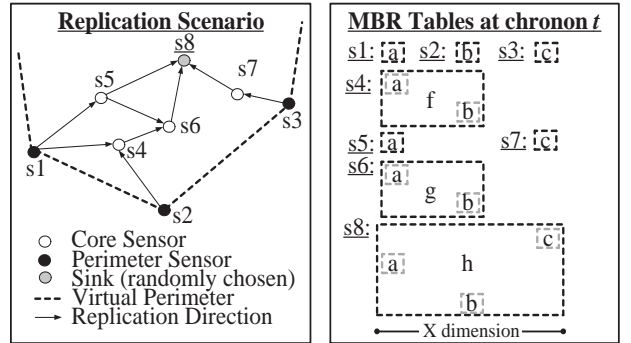 Replication Scenario
s8
s7
s5
s3
s6
s4
s1
s2
Core Sensor
Perimeter Sensor
Sink (randomly chosen)
Virtual Perimeter
Replication Direction
MBR Tables at chronon t
s1: a s2: b s3: c
s4: a f b
s5: a s7: c
s6: a g b
s8: a h b c
X dimension